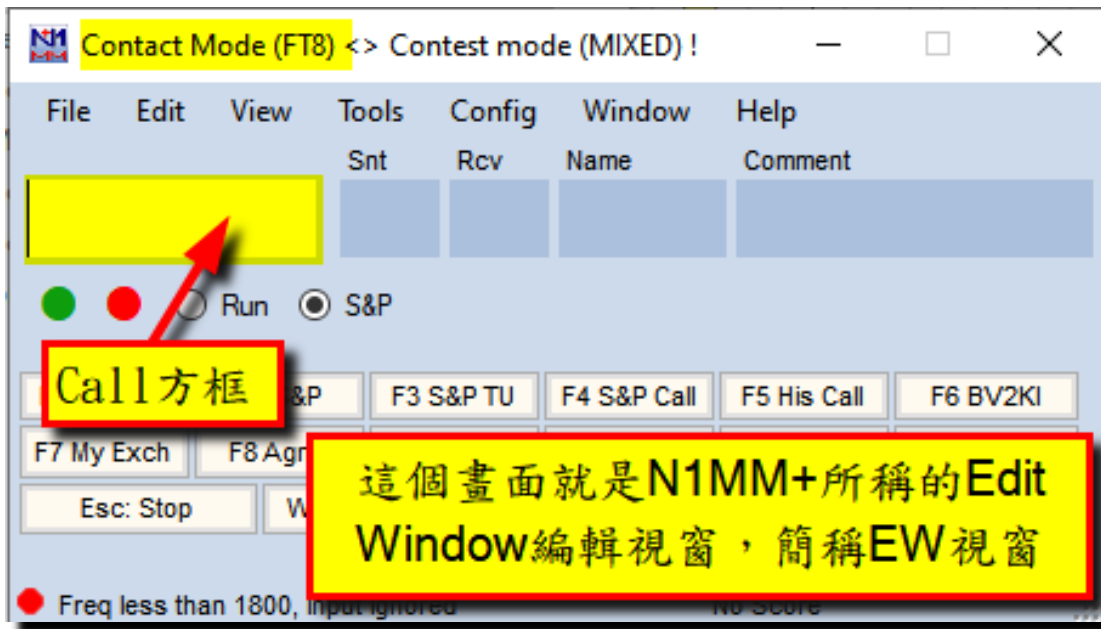 N1
MM
Contact Mode (FT8) <> Contest mode (MIXED) !
File Edit View Tools Config Window Help
Snt Rcv Name Comment
Run S&P
Call方框
F3 S&P TU F4 S&P Call F5 His Call F6 BV2KI
F7 My Exch F8 Agn
這個畫面就是N1MM+所稱的Edit
Window編輯視窗，簡稱EW視窗
Esc: Stop
Freq less than 1800, input ignored No Score